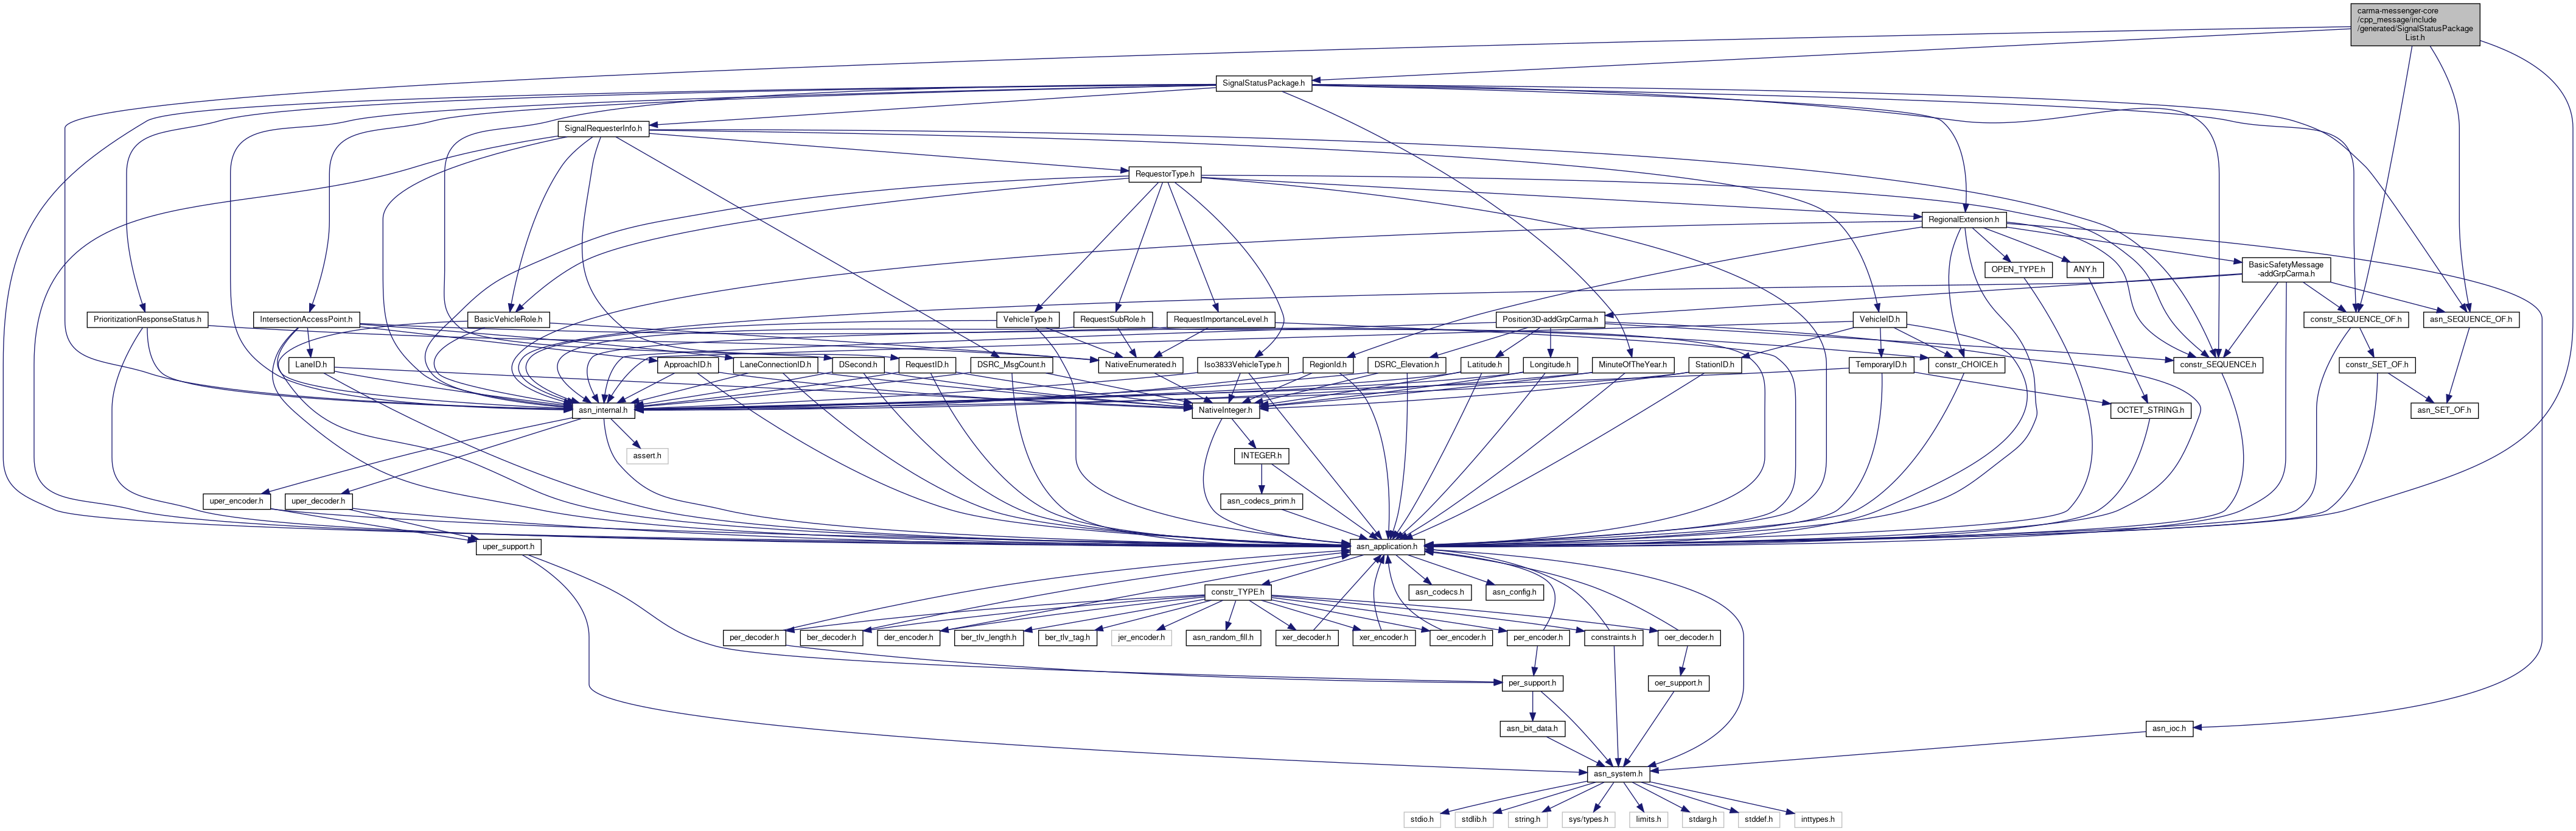 carma-messenger-core
/cpp_message/include
/generated/SignalStatusPackage
List.h
SignalStatusPackage.h
SignalRequesterInfo.h
RequestorType.h
RegionalExtension.h
OPEN_TYPE.h
ANY.h
BasicSafetyMessage
-addGrpCarma.h
PrioritizationResponseStatus.h
IntersectionAccessPoint.h
BasicVehicleRole.h
VehicleType.h
RequestSubRole.h
RequestImportanceLevel.h
Position3D-addGrpCarma.h
VehicleID.h
constr_SEQUENCE_OF.h
asn_SEQUENCE_OF.h
LaneID.h
ApproachID.h
LaneConnectionID.h
DSecond.h
RequestID.h
DSRC_MsgCount.h
NativeEnumerated.h
Iso3833VehicleType.h
RegionId.h
DSRC_Elevation.h
Latitude.h
Longitude.h
MinuteOfTheYear.h
StationID.h
TemporaryID.h
constr_CHOICE.h
constr_SEQUENCE.h
constr_SET_OF.h
asn_internal.h
NativeInteger.h
OCTET_STRING.h
asn_SET_OF.h
assert.h
INTEGER.h
uper_encoder.h
uper_decoder.h
asn_codecs_prim.h
uper_support.h
asn_application.h
constr_TYPE.h
asn_codecs.h
asn_config.h
per_decoder.h
ber_decoder.h
der_encoder.h
ber_tlv_length.h
ber_tlv_tag.h
jer_encoder.h
asn_random_fill.h
xer_decoder.h
xer_encoder.h
oer_encoder.h
per_encoder.h
constraints.h
oer_decoder.h
per_support.h
oer_support.h
asn_bit_data.h
asn_ioc.h
asn_system.h
stdio.h
stdlib.h
string.h
sys/types.h
limits.h
stdarg.h
stddef.h
inttypes.h